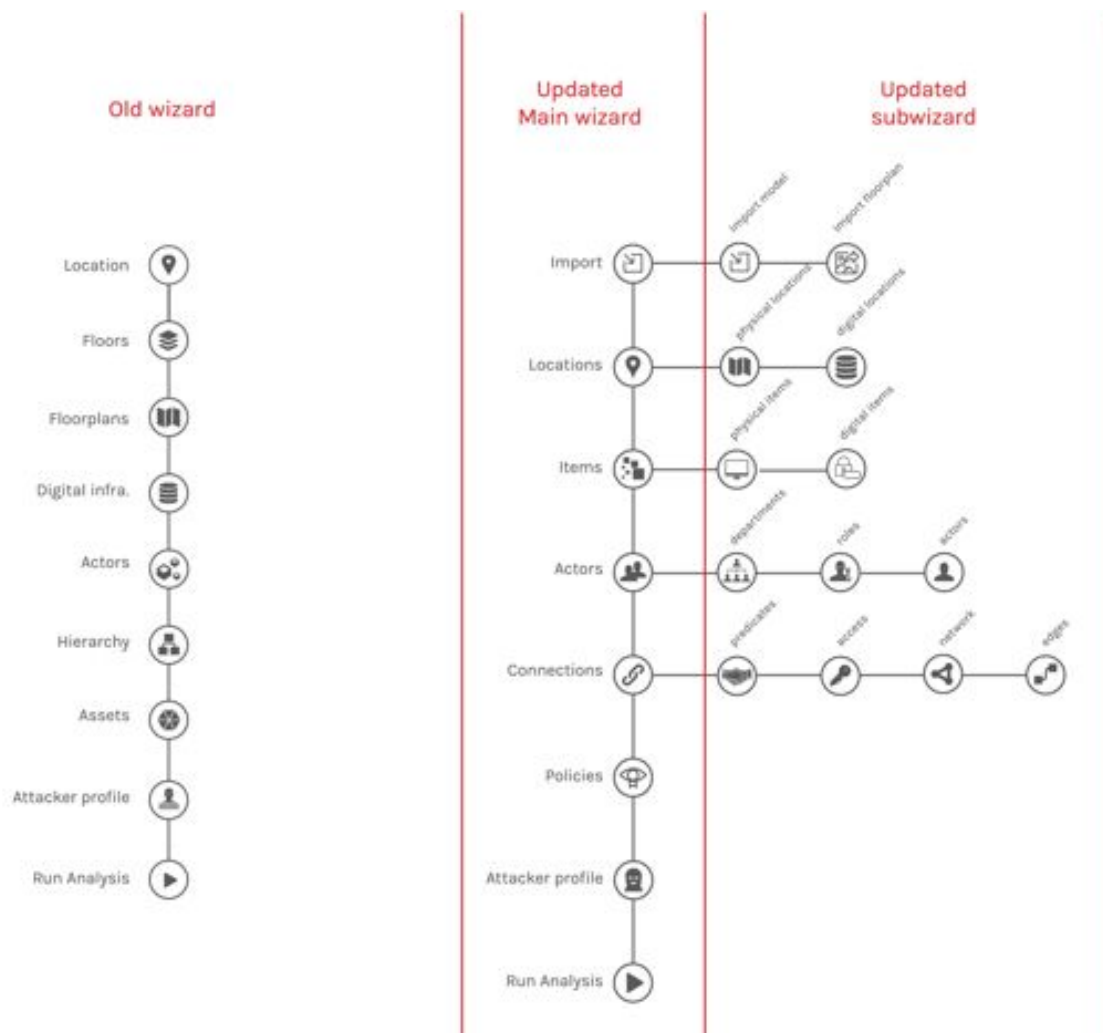 Old wizard
Updated
Main wizard
Updated
subwizard
Location
Floors
Floorplans
Digital infra.
Actors
Hierarchy
Assets
Attacker profile
Run Analysis
Import
Locations
Items
Actors
Connections
Policies
Attacker profile
Run Analysis
Import model
Import floorplan
physical locations
digital locations
physical items
digital items
departments
roles
actors
predicates
access
network
edges